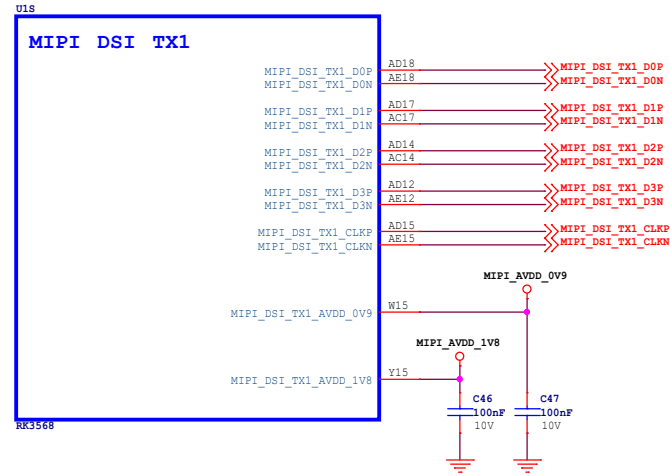 U1S
MIPI DSI TX1
MIPI_DSI_TX1_D0P AD18 MIPI_DSI_TX1_D0P
MIPI_DSI_TX1_D0N AE18 MIPI_DSI_TX1_D0N
MIPI_DSI_TX1_D1P AD17 MIPI_DSI_TX1_D1P
MIPI_DSI_TX1_D1N AC17 MIPI_DSI_TX1_D1N
MIPI_DSI_TX1_D2P AD14 MIPI_DSI_TX1_D2P
MIPI_DSI_TX1_D2N AC14 MIPI_DSI_TX1_D2N
MIPI_DSI_TX1_D3P AD12 MIPI_DSI_TX1_D3P
MIPI_DSI_TX1_D3N AE12 MIPI_DSI_TX1_D3N
MIPI_DSI_TX1_CLKP AD15 MIPI_DSI_TX1_CLKP
MIPI_DSI_TX1_CLKN AE15 MIPI_DSI_TX1_CLKN
MIPI_AVDD_0V9
MIPI_DSI_TX1_AVDD_0V9 W15
MIPI_AVDD_1V8
MIPI_DSI_TX1_AVDD_1V8 Y15
C46 C47
100nF 100nF
10V 10V
RK3568